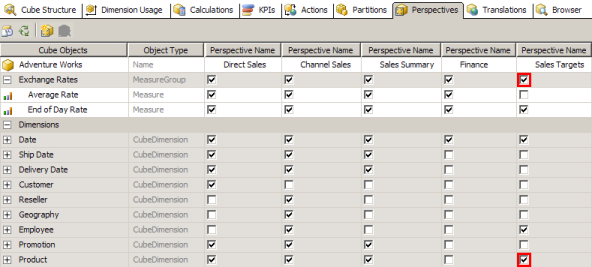 Cube Structure Dimension Usage Calculations KPIs Actions Partitions Perspectives Translations Browser
Cube Objects Object Type Perspective Name Perspective Name Perspective Name Perspective Name Perspective Name
Adventure Works Name Direct Sales Channel Sales Sales Summary Finance Sales Targets
Exchange Rates MeasureGroup
Average Rate Measure
End of Day Rate Measure
Dimensions
Date CubeDimension
Ship Date CubeDimension
Delivery Date CubeDimension
Customer CubeDimension
Reseller CubeDimension
Geography CubeDimension
Employee CubeDimension
Promotion CubeDimension
Product CubeDimension